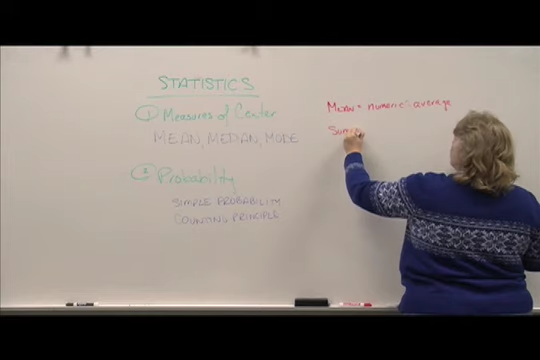 STATISTICS
① Measures of Center
MEAN, MEDIAN, MODE
② Probability
SIMPLE PROBABILITY
COUNTING PRINCIPLE
MEAN = numeric average